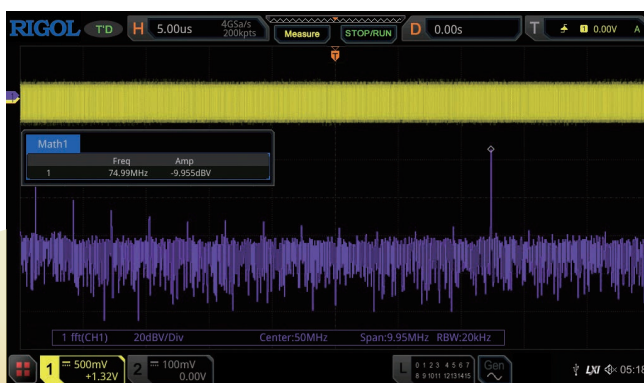 RIGOL T'D H 5.00us 4GSa/s 200kpts Measure STOP/RUN D 0.00s T 1 0.00V A
T
Math1
Freq Amp
1 74.99MHz -9.955dBV
1 fft(CH1) 20dBV/Div Center:50MHz Span:9.95MHz RBW:20kHz
1 500mV +1.32V 2 100mV 0.00V L 0 1 2 3 4 5 6 7 8 9 10 11 12 13 14 15 Gen LXI 05:18